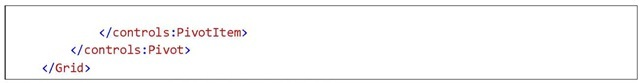 </controls:PivotItem>
</controls:Pivot>
</Grid>